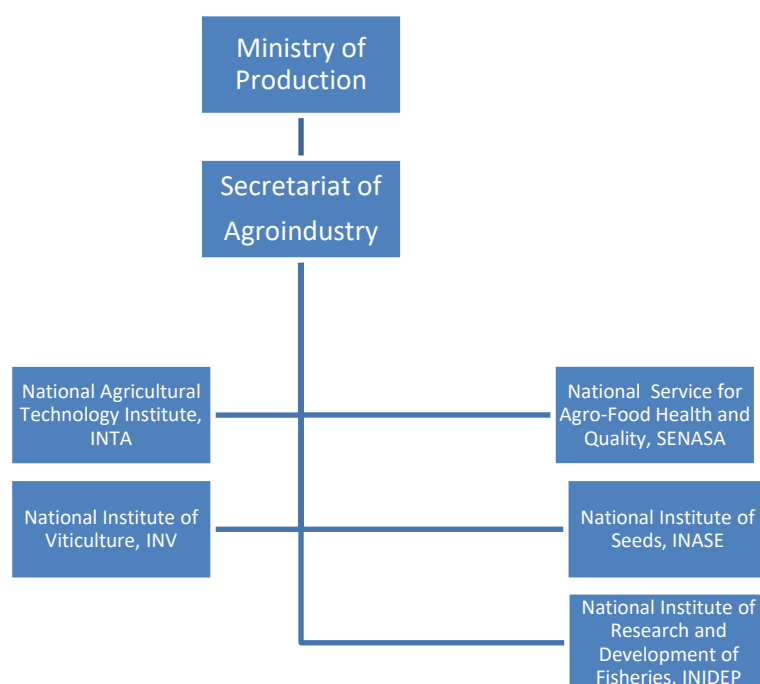 Ministry of
Production
Secretariat of
Agroindustry
National Agricultural
Technology Institute,
INTA
National Service for
Agro-Food Health and
Quality, SENASA
National Institute of
Viticulture, INV
National Institute of
Seeds, INASE
National Institute of
Research and
Development of
Fisheries, INIDEP